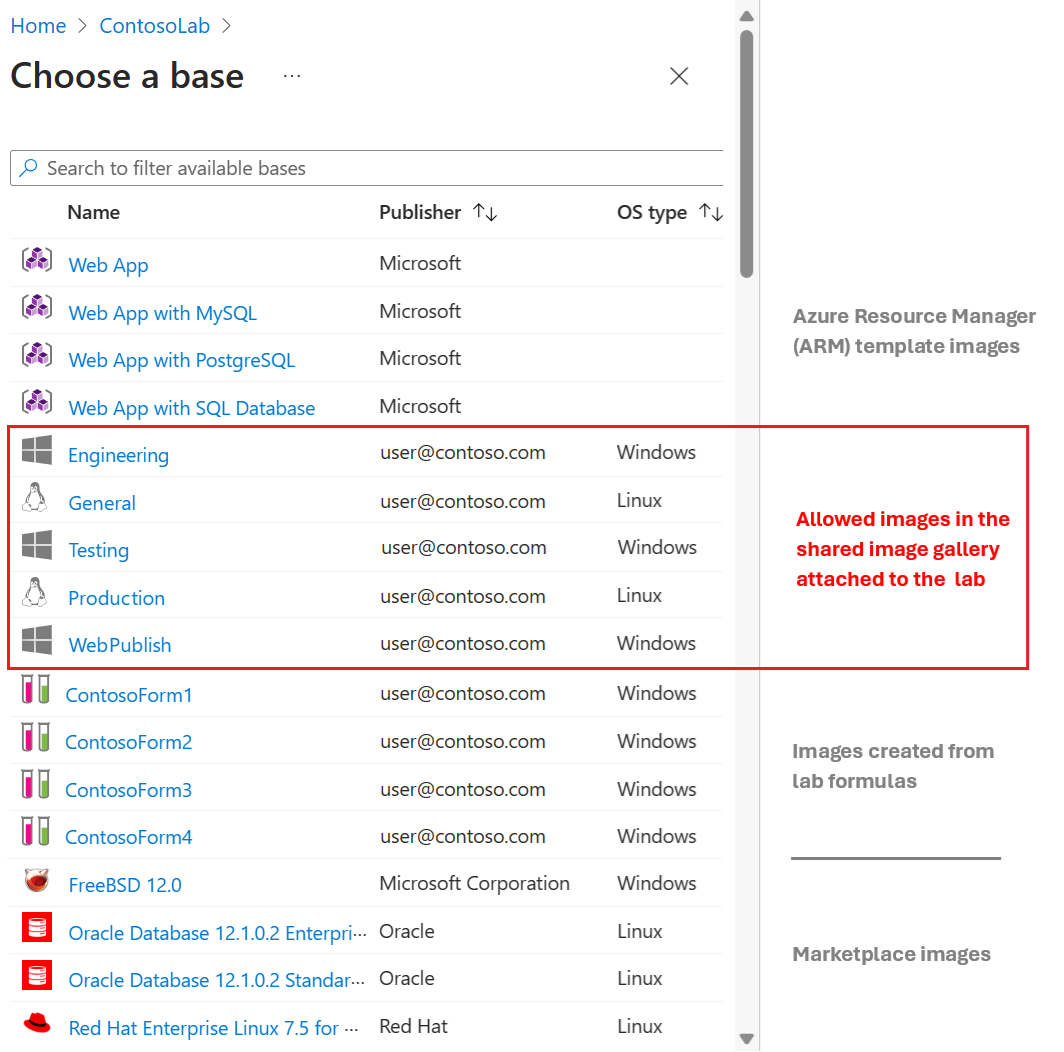 Home > ContosoLab >
Choose a base ...
Search to filter available bases
Name Publisher ↑↓ OS type ↑↓
Web App Microsoft
Web App with MySQL Microsoft
Azure Resource Manager
(ARM) template images
Web App with PostgreSQL Microsoft
Web App with SQL Database Microsoft
Engineering user@contoso.com Windows
General user@contoso.com Linux
Testing user@contoso.com Windows
Production user@contoso.com Linux
WebPublish user@contoso.com Windows
Allowed images in the
shared image gallery
attached to the lab
ContosoForm1 user@contoso.com Windows
ContosoForm2 user@contoso.com Windows
ContosoForm3 user@contoso.com Windows
ContosoForm4 user@contoso.com Windows
Images created from
lab formulas
FreeBSD 12.0 Microsoft Corporation Windows
Oracle Database 12.1.0.2 Enterpri... Oracle Linux
Oracle Database 12.1.0.2 Standar... Oracle Linux
Red Hat Enterprise Linux 7.5 for ... Red Hat Linux
Marketplace images